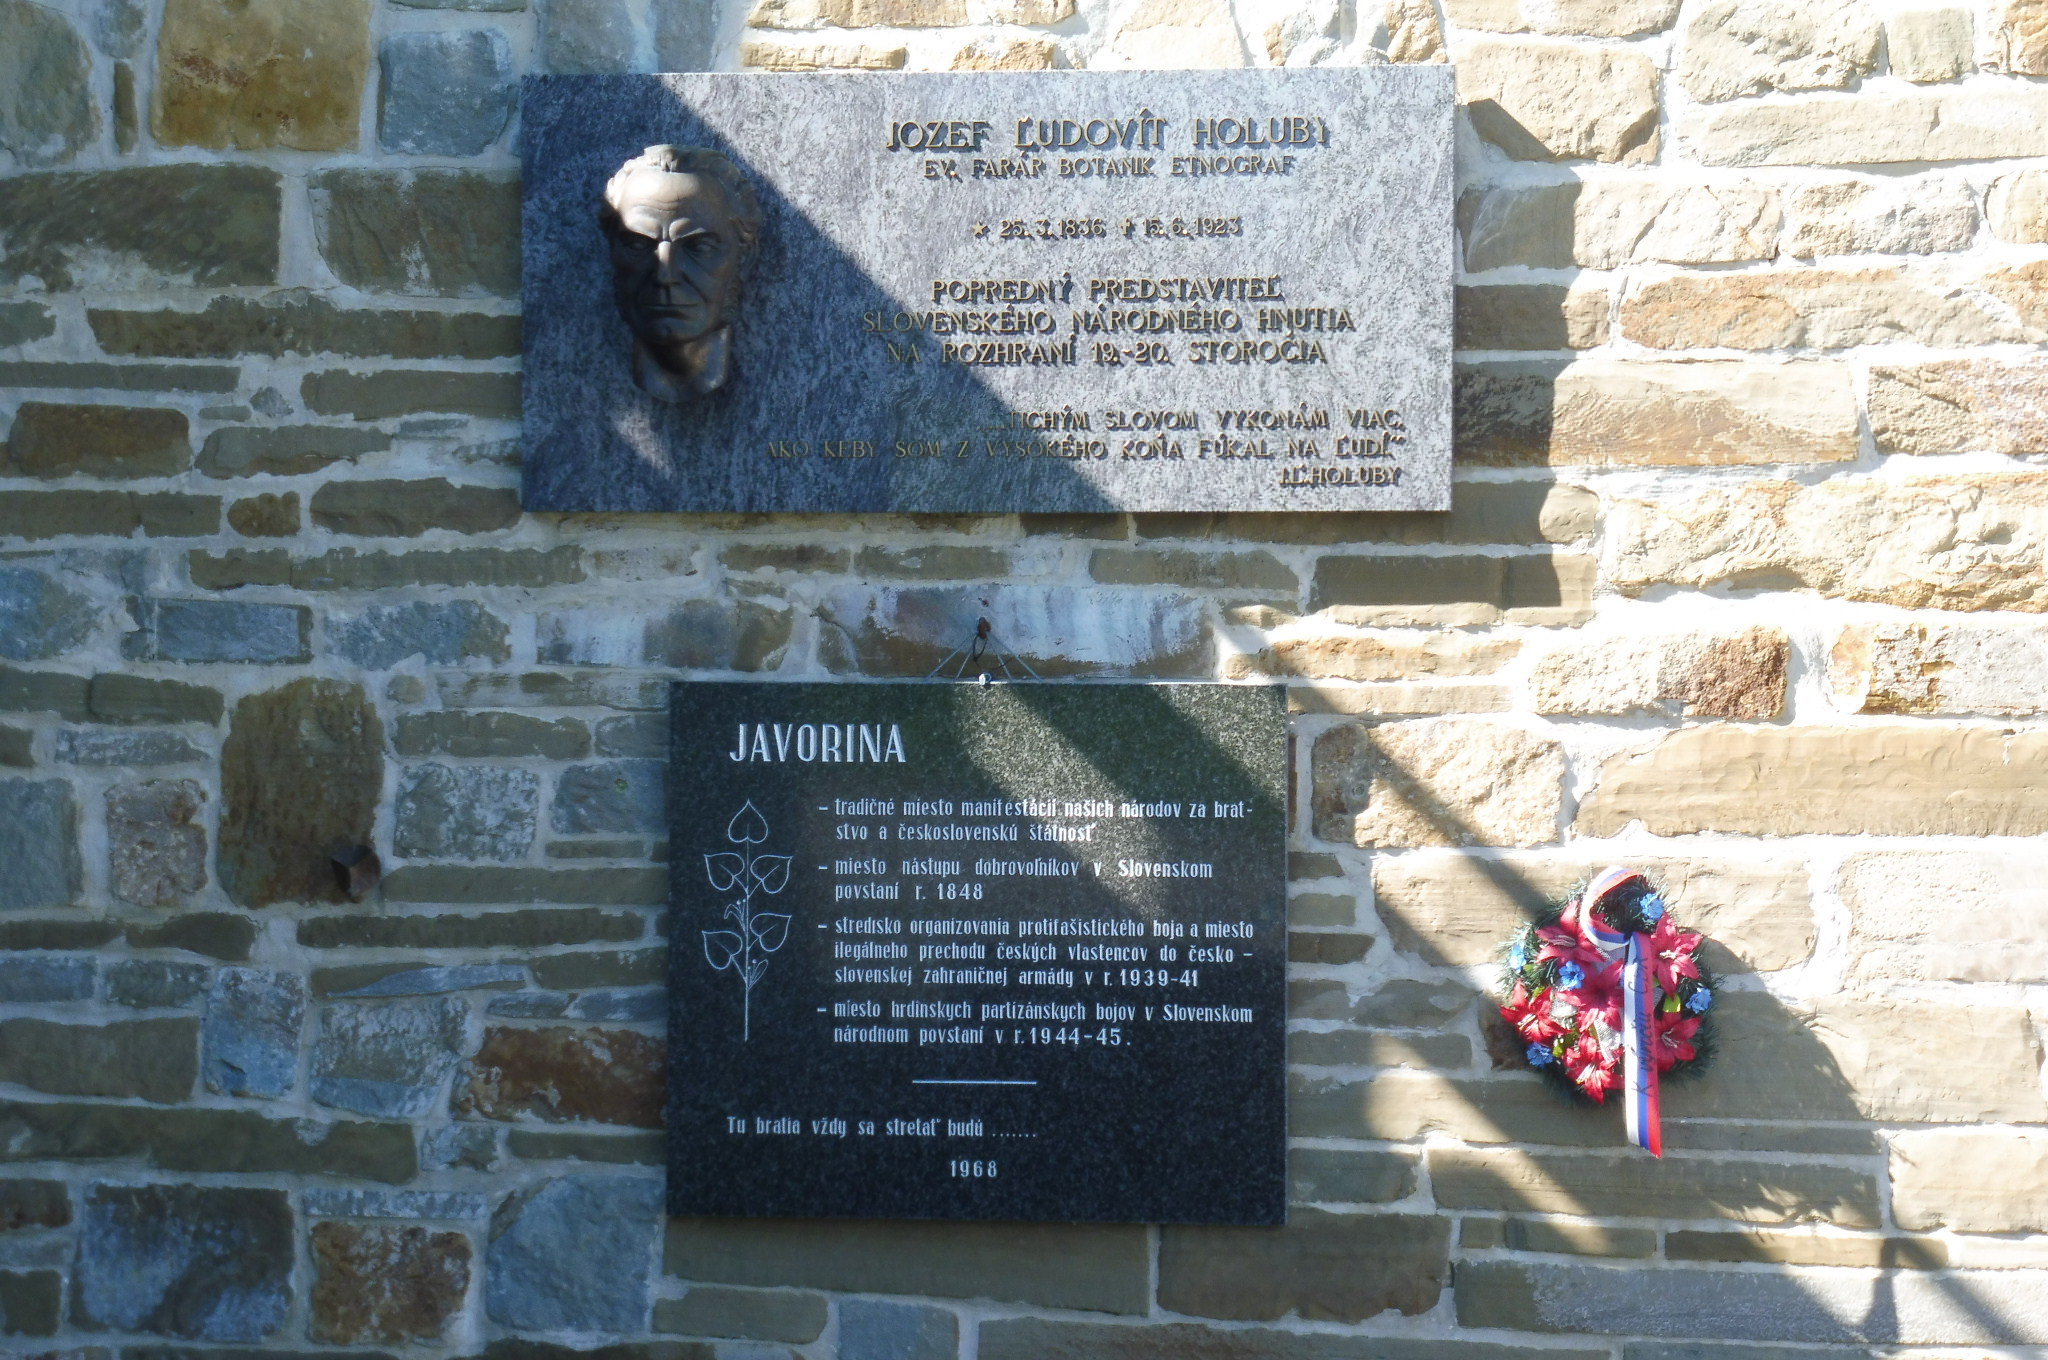 JOZEF ĽUDOVÍT HOLUBY
EV. FARÁR BOTANIK ETNOGRAF
★ 25.3.1836 ✝ 15.6.1923
POPREDNÝ PREDSTAVITEĽ
SLOVENSKÉHO NÁRODNÉHO HNUTIA
NA ROZHRANÍ 19.-20. STOROČIA
„...TICHÝM SLOVOM VYKONÁM VIAC,
AKO KEBY SOM Z VYSOKÉHO KOŇA FÚKAL NA ĽUDÍ.“
J.Ľ.HOLUBY
JAVORINA
– tradičné miesto manifestácií našich národov za brat-
stvo a československú štátnosť
– miesto nástupu dobrovoľníkov v Slovenskom
povstaní r. 1848
– stredisko organizovania protifašistického boja a miesto
ilegálneho prechodu českých vlastencov do česko –
slovenskej zahraničnej armády v r. 1939-41
– miesto hrdinských partizánskych bojov v Slovenskom
národnom povstaní v r. 1944-45.
Tu bratia vždy sa stretať budú .......
1968